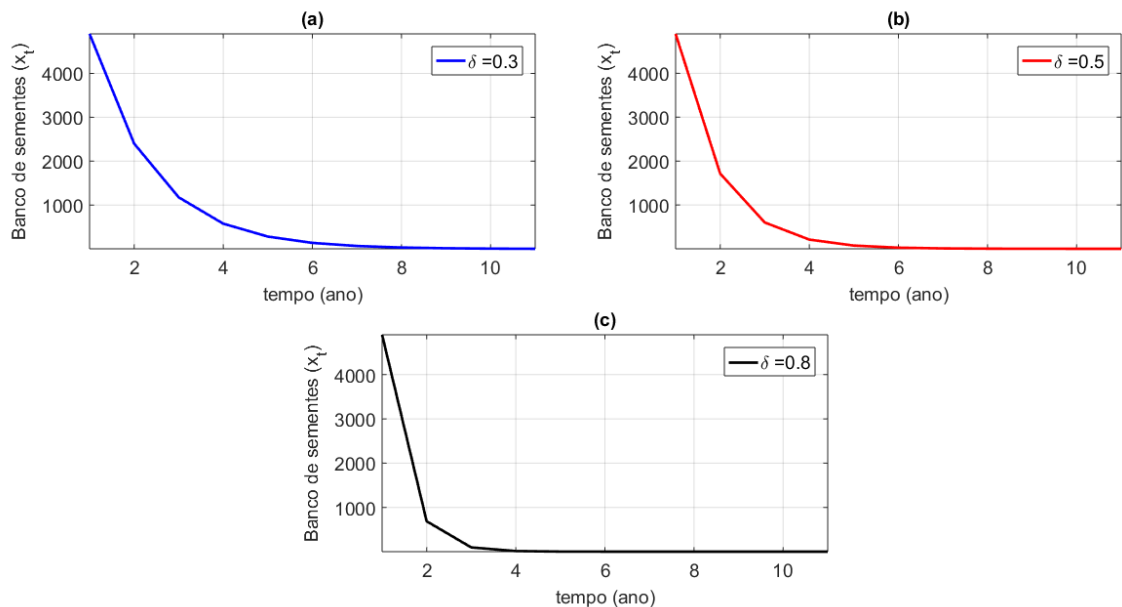 (a)
Banco de sementes (x_t)
4000
3000
2000
1000
δ =0.3
2 4 6 8 10
tempo (ano)
(b)
Banco de sementes (x_t)
4000
3000
2000
1000
δ =0.5
2 4 6 8 10
tempo (ano)
(c)
Banco de sementes (x_t)
4000
3000
2000
1000
δ =0.8
2 4 6 8 10
tempo (ano)